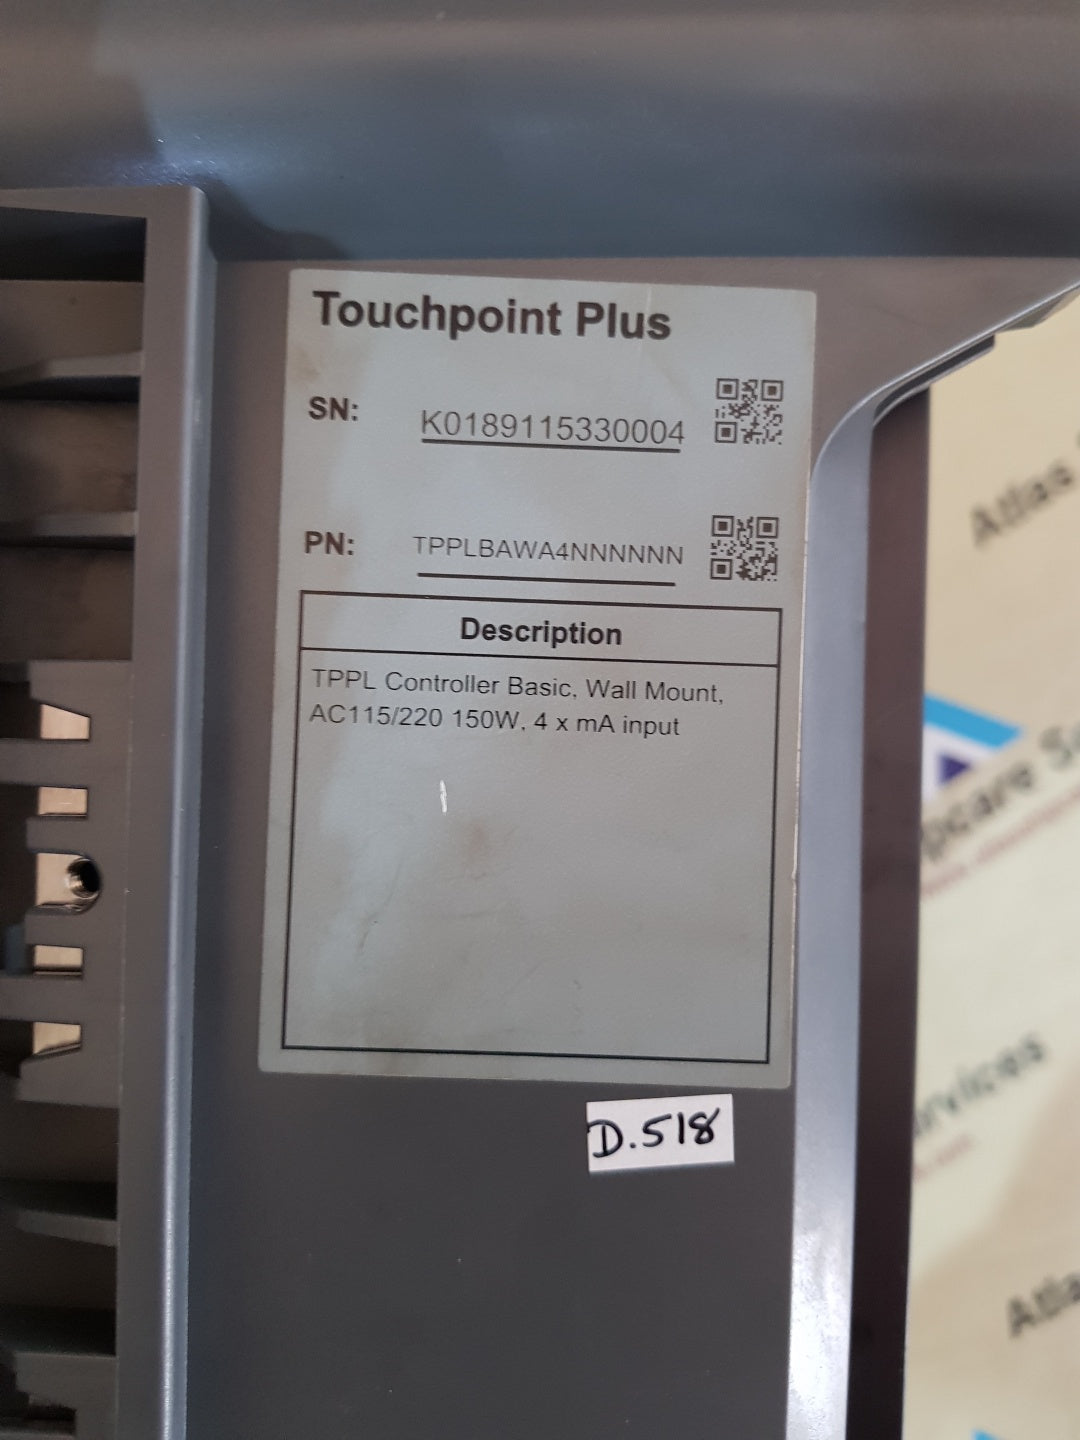 Touchpoint Plus
SN: K0189115330004
PN: TPPLBAWA4NNNNNN
Description
TPPL Controller Basic, Wall Mount,
AC115/220 150W, 4 x mA input
D.518
Atlas